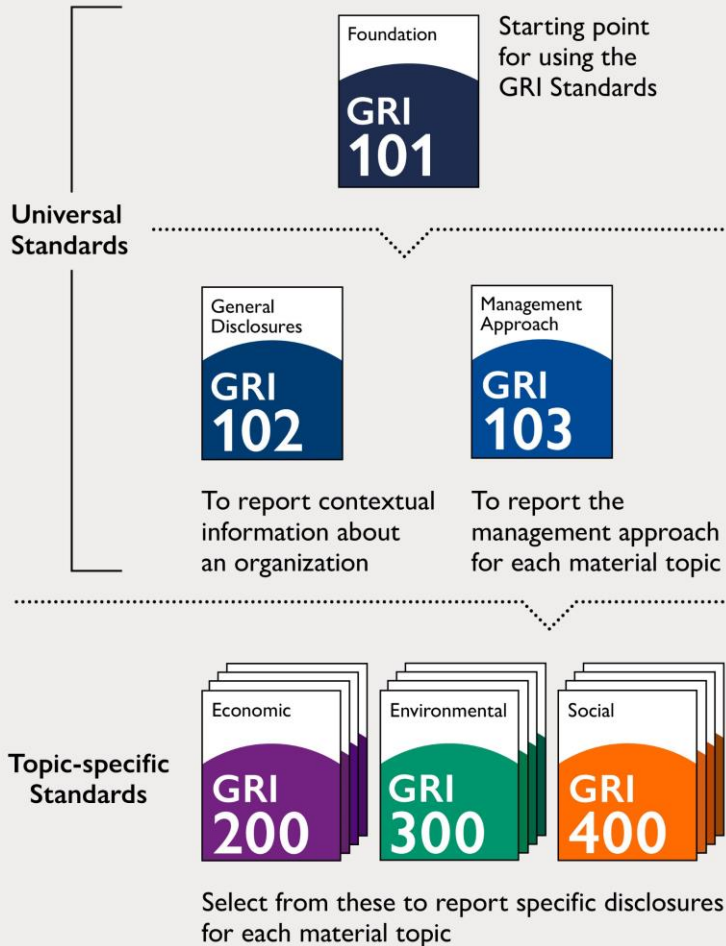 Foundation
GRI
101
Starting point
for using the
GRI Standards
Universal
Standards
General
Disclosures
GRI
102
To report contextual
information about
an organization
Management
Approach
GRI
103
To report the
management approach
for each material topic
Topic-specific
Standards
Economic
GRI
200
Environmental
GRI
300
Social
GRI
400
Select from these to report specific disclosures
for each material topic